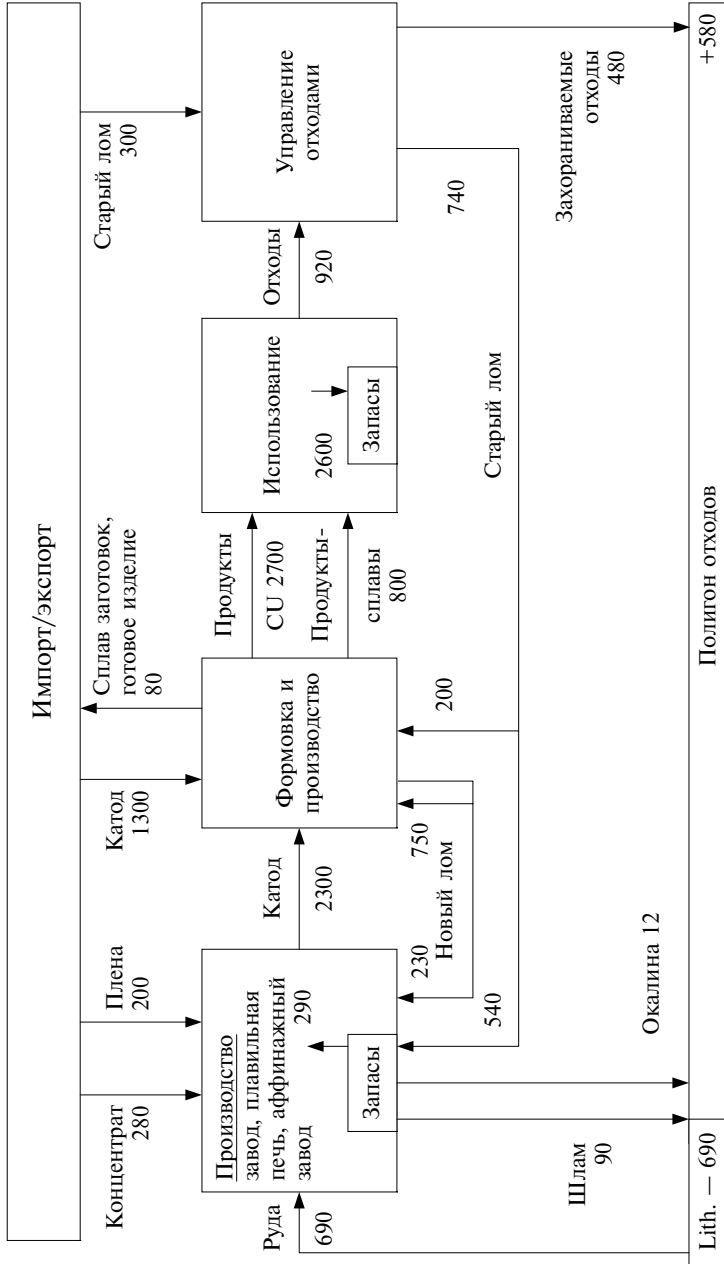 Импорт/экспорт
Концентрат
280
Плена
200
Катод
1300
Сплав заготовок,
готовое изделие
80
Старый лом
300
Руда
690
Производство
завод, плавильная
печь, аффинажный
завод
290
Запасы
Катод
2300
Формовка и
производство
Продукты
CU 2700
Продукты-
сплавы
800
Использование
2600
Запасы
Отходы
920
Управление
отходами
230
750
Новый лом
540
200
Старый лом
740
Шлам
90
Окалина 12
Захораниваемые
отходы
480
Lith. — 690
Полигон отходов
+580